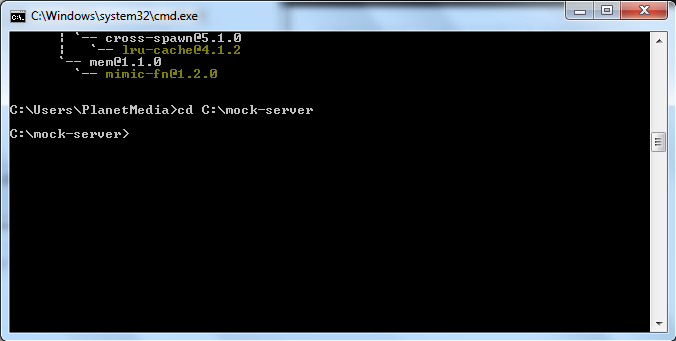 C:\Windows\system32\cmd.exe
¦ `-- cross-spawn@5.1.0
¦   `-- lru-cache@4.1.2
`-- mem@1.1.0
  `-- mimic-fn@1.2.0
C:\Users\PlanetMedia>cd C:\mock-server
C:\mock-server>